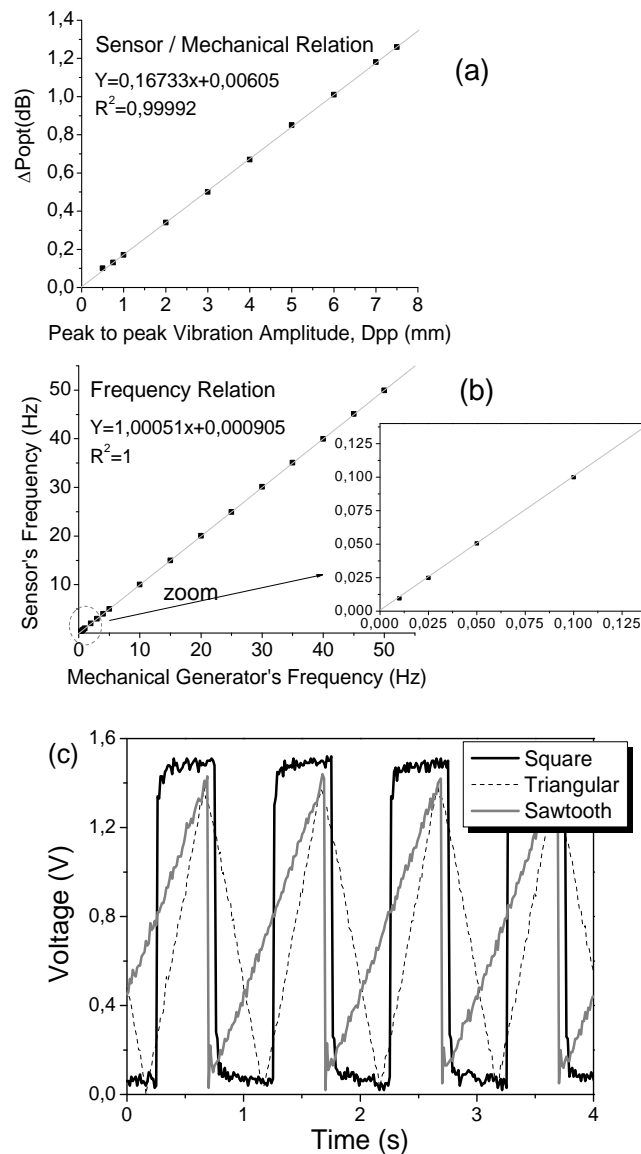 Sensor / Mechanical Relation
(a)
Y=0,16733x+0,00605
R²=0,99992
1,4
1,2
1,0
0,8
0,6
0,4
0,2
0,0
ΔPopt(dB)
0 1 2 3 4 5 6 7 8
Peak to peak Vibration Amplitude, Dpp (mm)
Frequency Relation
(b)
Y=1,00051x+0,000905
R²=1
50
40
30
20
10
Sensor's Frequency (Hz)
zoom
0,125
0,100
0,075
0,050
0,025
0,000
0,000 0,025 0,050 0,075 0,100 0,125
0 10 20 30 40 50
Mechanical Generator's Frequency (Hz)
(c)
1,6
1,2
0,8
0,4
0,0
Voltage (V)
Square
Triangular
Sawtooth
0 1 2 3 4
Time (s)